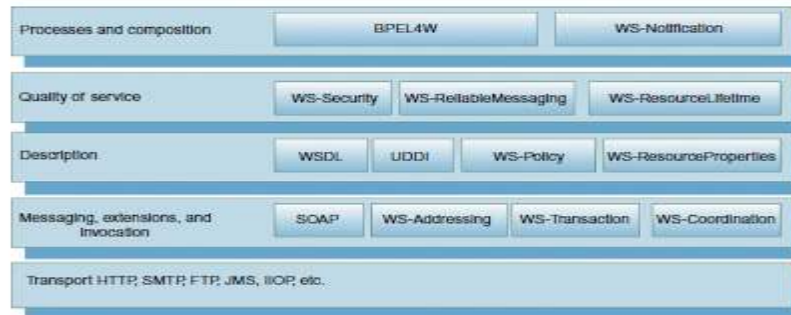 Processes and composition
BPEL4W
WS-Notification
Quality of service
WS-Security
WS-ReliableMessaging
WS-ResourceLifetime
Description
WSDL
UDDI
WS-Policy
WS-ResourceProperties
Messaging, extensions, and
invocation
SOAP
WS-Addressing
WS-Transaction
WS-Coordination
Transport HTTP, SMTP, FTP, JMS, IIOP, etc.